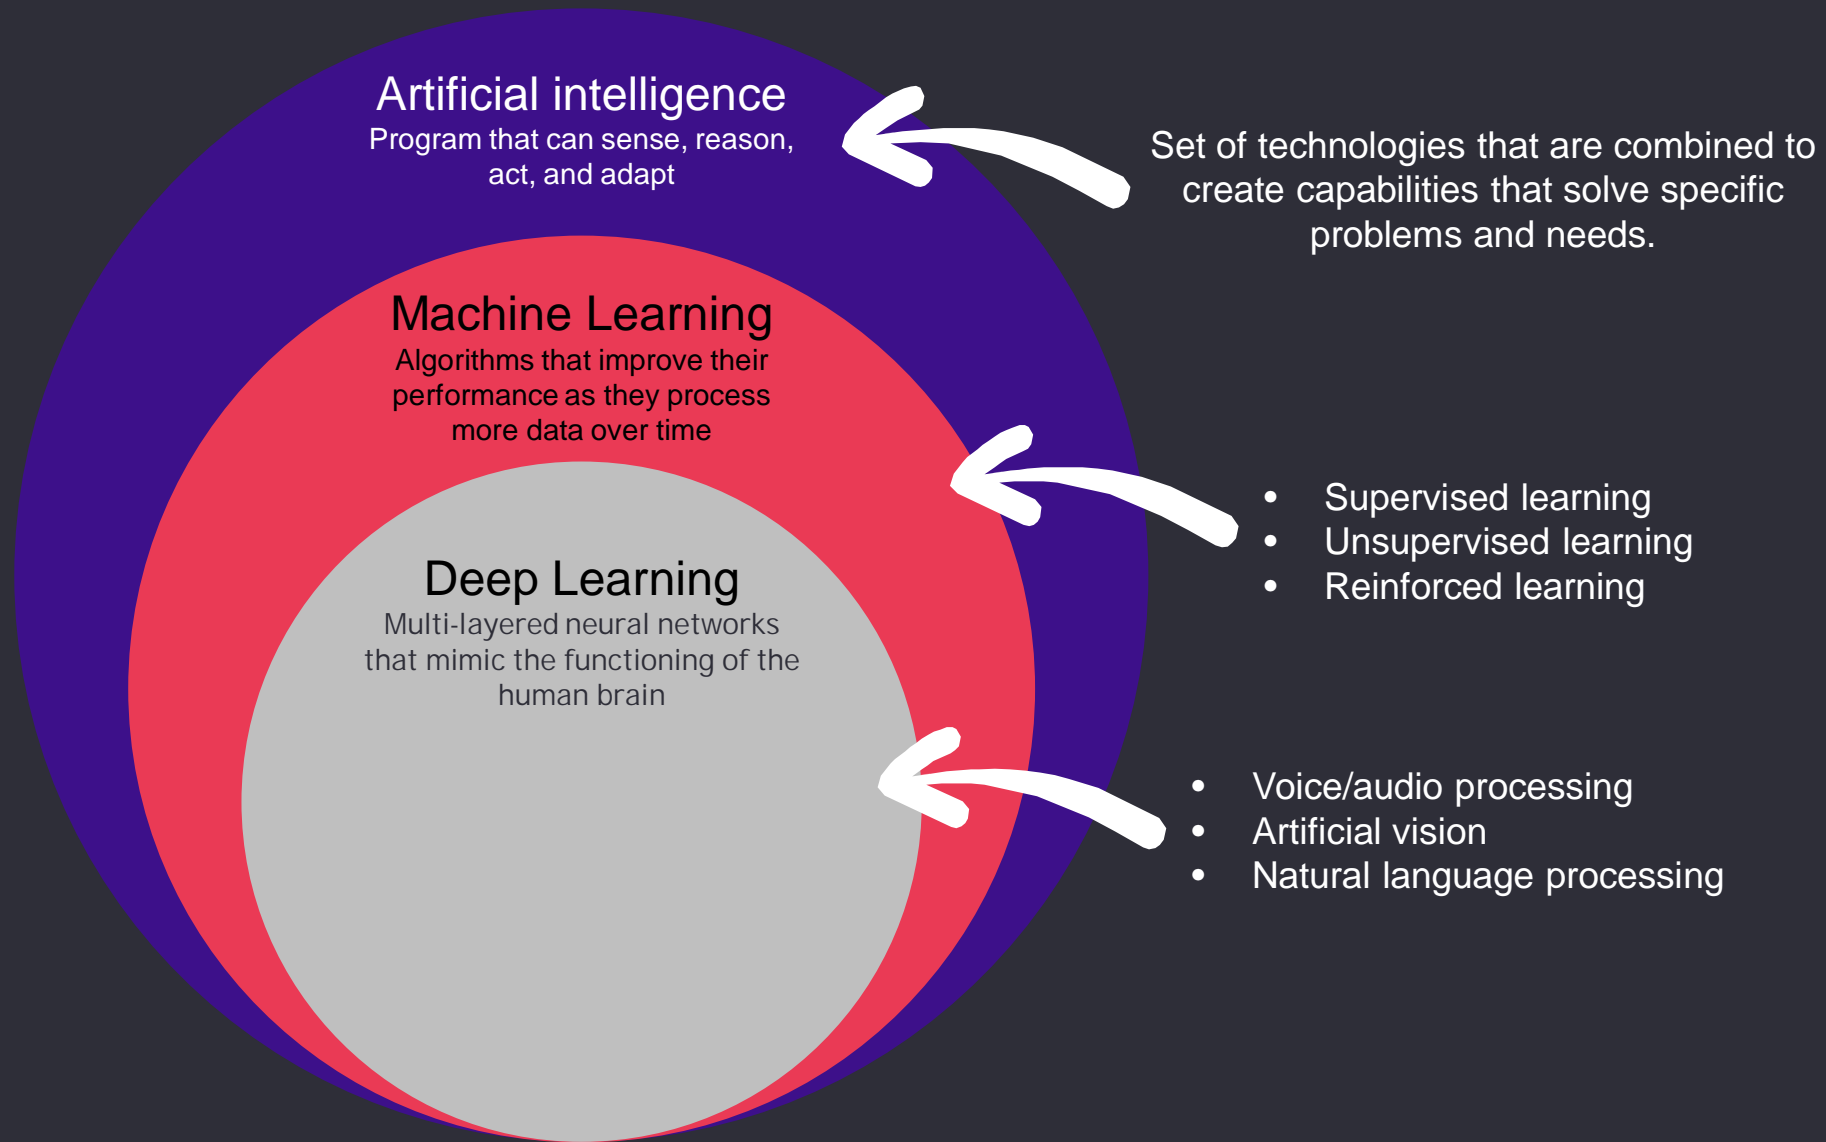 Artificial intelligence
Program that can sense, reason,
act, and adapt
Set of technologies that are combined to
create capabilities that solve specific
problems and needs.
Machine Learning
Algorithms that improve their
performance as they process
more data over time
• Supervised learning
• Unsupervised learning
• Reinforced learning
Deep Learning
Multi-layered neural networks
that mimic the functioning of the
human brain
• Voice/audio processing
• Artificial vision
• Natural language processing